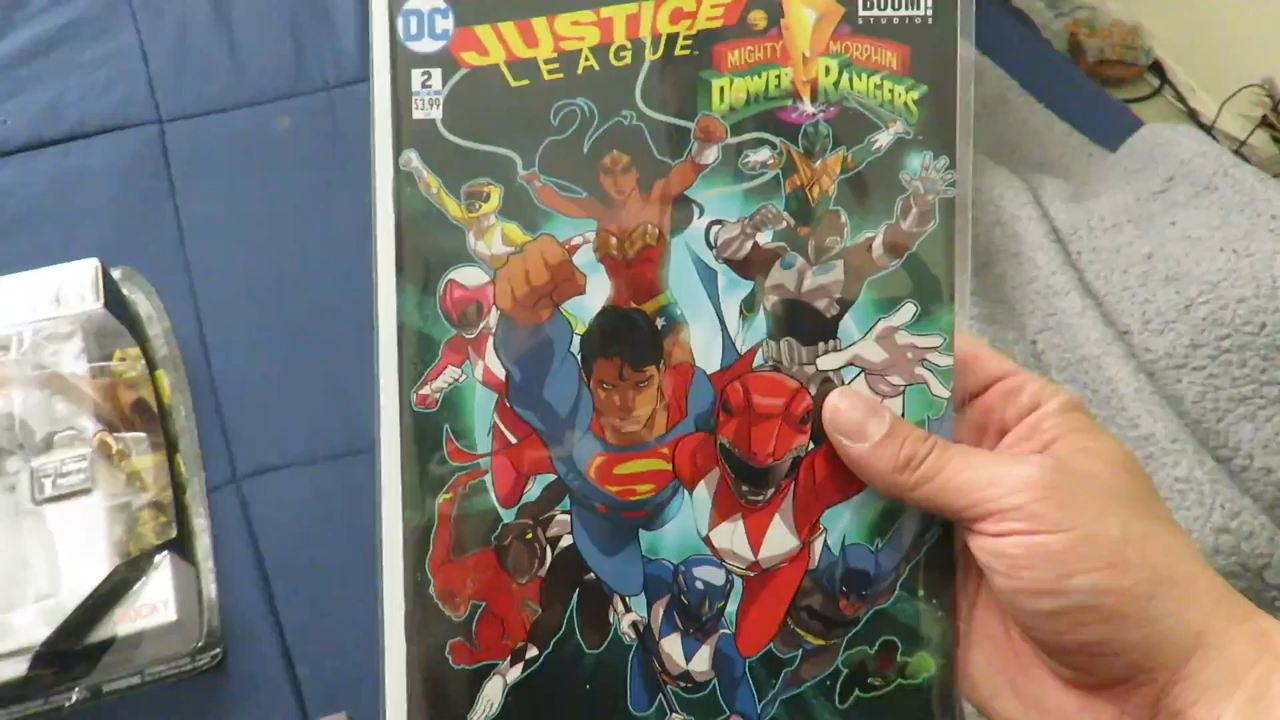 DC
JUSTICE
LEAGUE
BOOM!
STUDIOS
MIGHTY MORPHIN
POWER RANGERS
2
$3.99
S